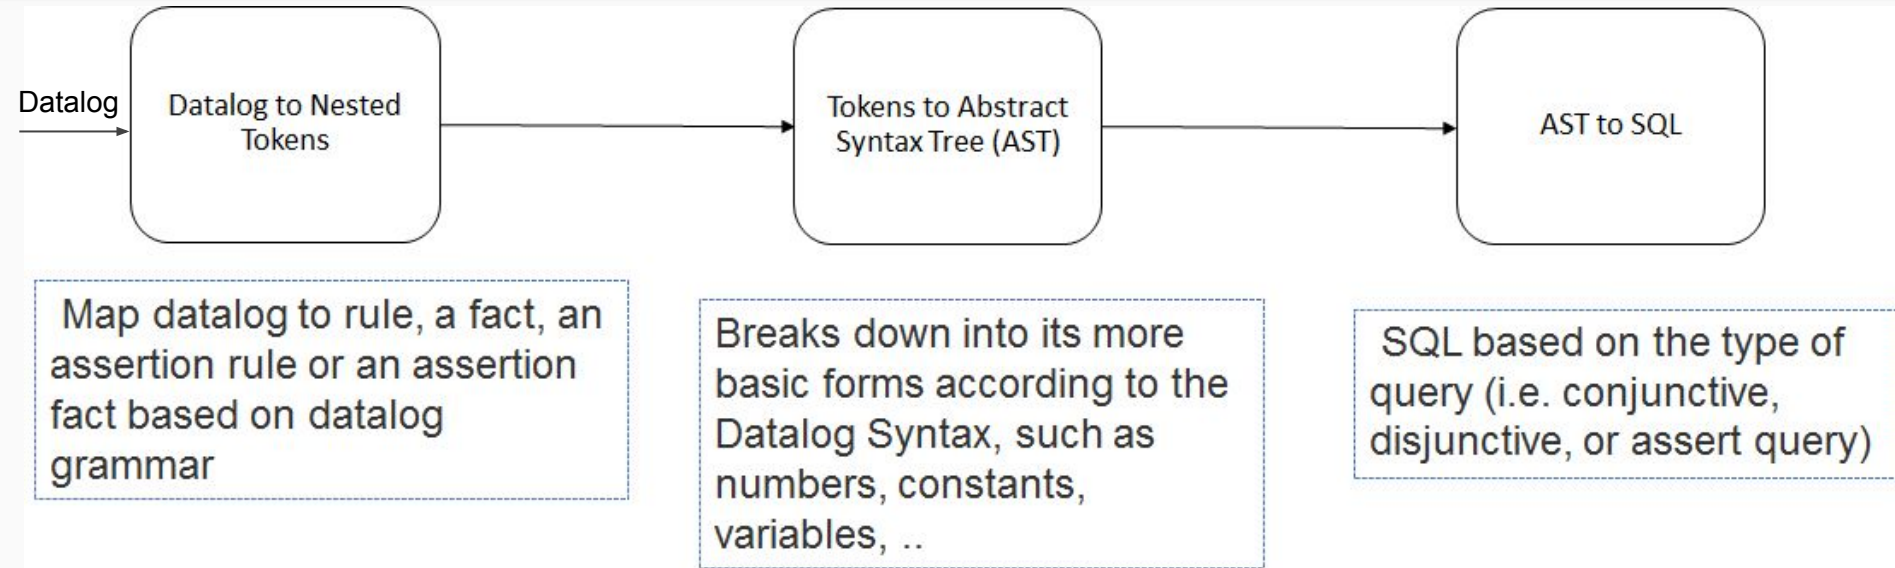 Datalog
Datalog to Nested
Tokens
Tokens to Abstract
Syntax Tree (AST)
AST to SQL
Map datalog to rule, a fact, an
assertion rule or an assertion
fact based on datalog
grammar
Breaks down into its more
basic forms according to the
Datalog Syntax, such as
numbers, constants,
variables, ..
SQL based on the type of
query (i.e. conjunctive,
disjunctive, or assert query)